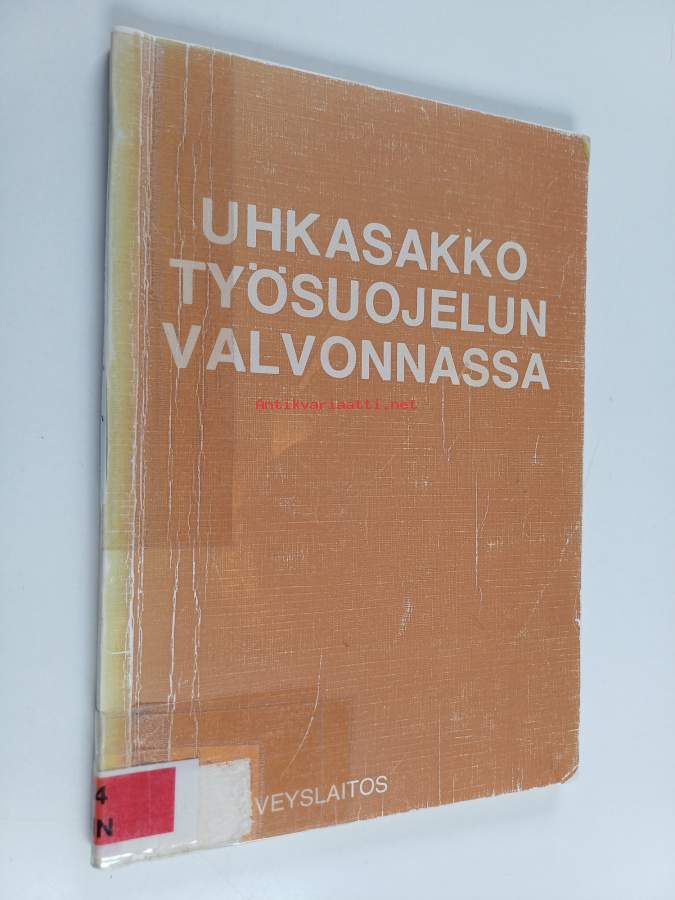 UHKASAKKO
TYÖSUOJELUN
VALVONNASSA
Antikvariaatti.net
VEYSLAITOS
4
N